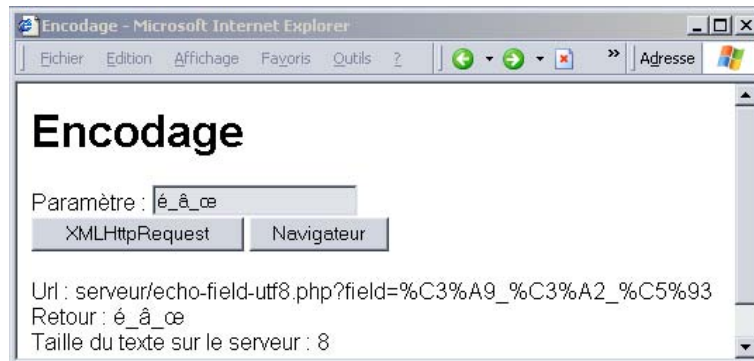 Encodage - Microsoft Internet Explorer
Fichier Edition Affichage Favoris Outils ? » Adresse
Encodage
Paramètre : é_â_œ
XMLHttpRequest Navigateur
Url : serveur/echo-field-utf8.php?field=%C3%A9_%C3%A2_%C5%93
Retour : é_â_œ
Taille du texte sur le serveur : 8